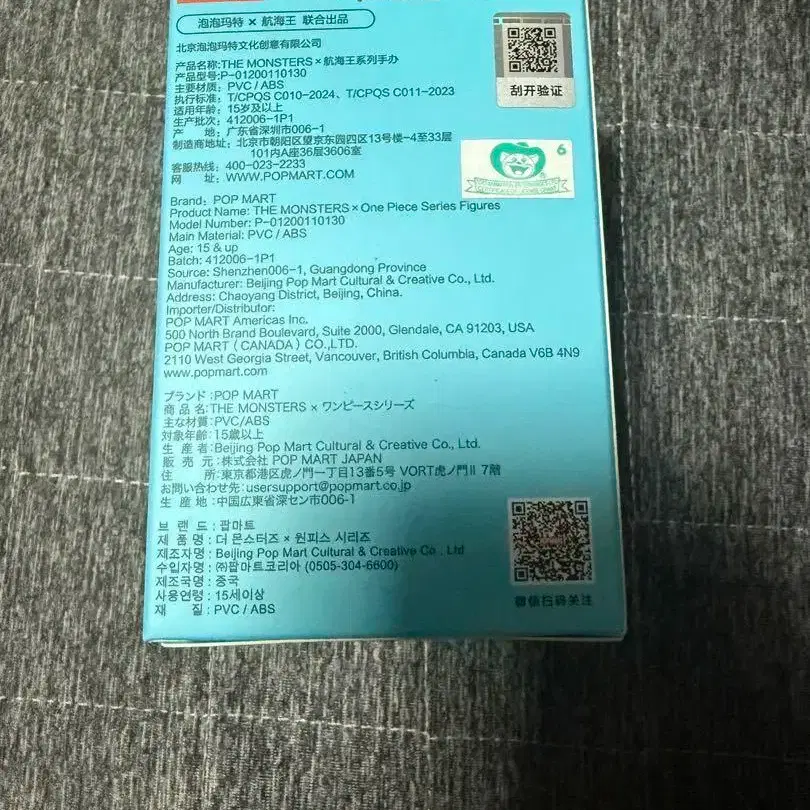 泡泡玛特 × 航海王 联合出品
北京泡泡玛特文化创意有限公司
产品名称:THE MONSTERS × 航海王系列手办
产品型号:P-01200110130
主要材质: PVC / ABS
执行标准: T/CPQS C010-2024、T/CPQS C011-2023
适用年龄: 15岁及以上
生产批次: 412006-1P1
产 地: 广东省深圳市006-1
制造商地址: 北京市朝阳区望京东园四区13号楼-4至33层
101内A座36层3606室
客服热线: 400-023-2233
网 址: WWW.POPMART.COM
刮开验证
6
Brand: POP MART
Product Name: THE MONSTERS × One Piece Series Figures
Model Number: P-01200110130
Main Material: PVC / ABS
Age: 15 & up
Batch: 412006-1P1
Source: Shenzhen006-1, Guangdong Province
Manufacturer: Beijing Pop Mart Cultural & Creative Co., Ltd.
Address: Chaoyang District, Beijing, China.
Importer/Distributor:
POP MART Americas Inc.
500 North Brand Boulevard, Suite 2000, Glendale, CA 91203, USA
POP MART (CANADA) CO.,LTD.
2110 West Georgia Street, Vancouver, British Columbia, Canada V6B 4N9
www.popmart.com
ブランド:POP MART
商 品 名:THE MONSTERS × ワンピースシリーズ
主な材質:PVC/ABS
対象年齢:15歳以上
生 産 者:Beijing Pop Mart Cultural & Creative Co., Ltd.
販 売 元:株式会社 POP MART JAPAN
住 所:東京都港区虎ノ門一丁目13番5号 VORT虎ノ門II 7階
お問い合わせ先:usersupport@popmart.co.jp
生 産 地:中国広東省深セン市006-1
브 랜 드 : 팝마트
제 품 명 : 더 몬스터즈 × 원피스 시리즈
제조자명 : Beijing Pop Mart Cultural & Creative Co . Ltd
수입자명 : ㈜팝마트코리아 (0505-304-6600)
제조국명 : 중국
사용연령 : 15세이상
재 질 : PVC / ABS
微信扫码关注